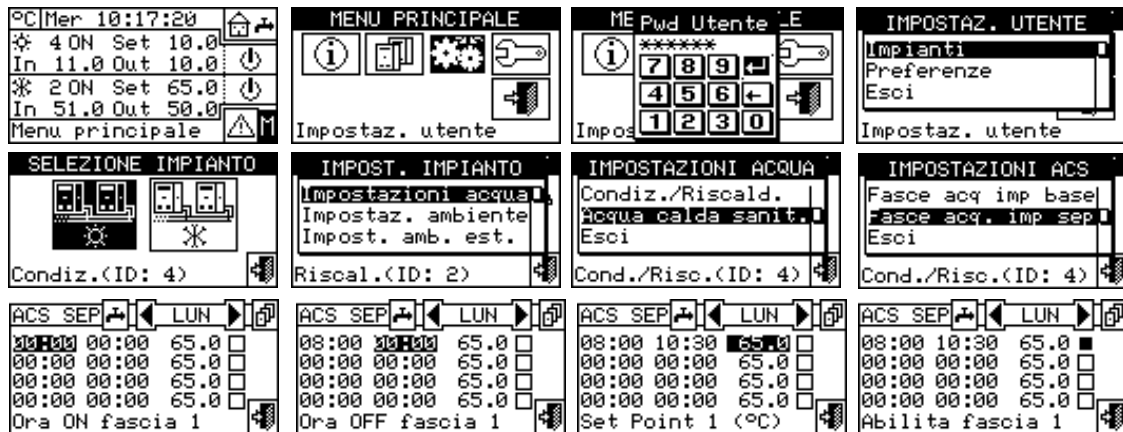 °C Mer 10:17:20
4 ON Set 10.0
In 11.0 Out 10.0
2 ON Set 65.0
In 51.0 Out 50.0
Menu principale M
MENU PRINCIPALE
i
Impostaz. utente
ME Pwd Utente LE
******
i
7 8 9
4 5 6
1 2 3 0
Impos
IMPOSTAZ. UTENTE
Impianti
Preferenze
Esci
Impostaz. utente
SELEZIONE IMPIANTO
Condiz.(ID: 4)
IMPOST. IMPIANTO
Impostazioni acqua
Impostaz. ambiente
Impost. amb. est.
Riscal.(ID: 2)
IMPOSTAZIONI ACQUA
Condiz./Riscald.
Acqua calda sanit.
Esci
Cond./Risc.(ID: 4)
IMPOSTAZIONI ACS
Fasce acq imp base
Fasce acq. imp sep
Esci
Cond./Risc.(ID: 4)
ACS SEP LUN
00:00 00:00 65.0
00:00 00:00 65.0
00:00 00:00 65.0
00:00 00:00 65.0
Ora ON fascia 1
ACS SEP LUN
08:00 00:00 65.0
00:00 00:00 65.0
00:00 00:00 65.0
00:00 00:00 65.0
Ora OFF fascia 1
ACS SEP LUN
08:00 10:30 65.0
00:00 00:00 65.0
00:00 00:00 65.0
00:00 00:00 65.0
Set Point 1 (°C)
ACS SEP LUN
08:00 10:30 65.0
00:00 00:00 65.0
00:00 00:00 65.0
00:00 00:00 65.0
Abilita fascia 1